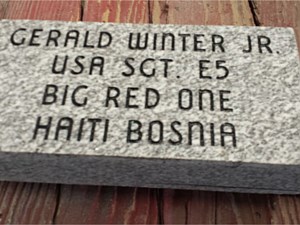 GERALD WINTER JR.
USA SGT. E5
BIG RED ONE
HAITI BOSNIA